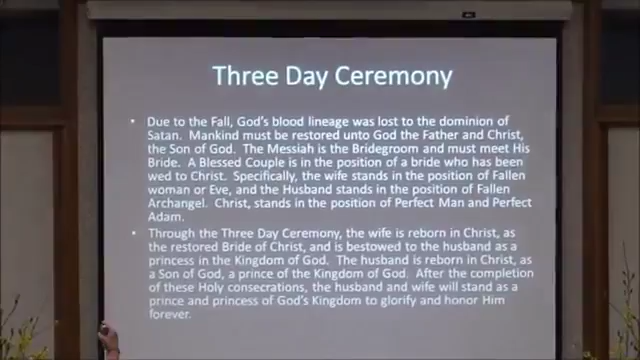 Three Day Ceremony
• Due to the Fall, God's blood lineage was lost to the dominion of
Satan. Mankind must be restored unto God the Father and Christ,
the Son of God. The Messiah is the Bridegroom and must meet His
Bride. A Blessed Couple is in the position of a bride who has been
wed to Christ. Specifically, the wife stands in the position of Fallen
woman or Eve, and the Husband stands in the position of Fallen
Archangel. Christ, stands in the position of Perfect Man and Perfect
Adam.
• Through the Three Day Ceremony, the wife is reborn in Christ, as
the restored Bride of Christ, and is bestowed to the husband as a
princess in the Kingdom of God. The husband is reborn in Christ, as
a Son of God, a prince of the Kingdom of God. After the completion
of these Holy consecrations, the husband and wife will stand as a
prince and princess of God's Kingdom to glorify and honor Him
forever.